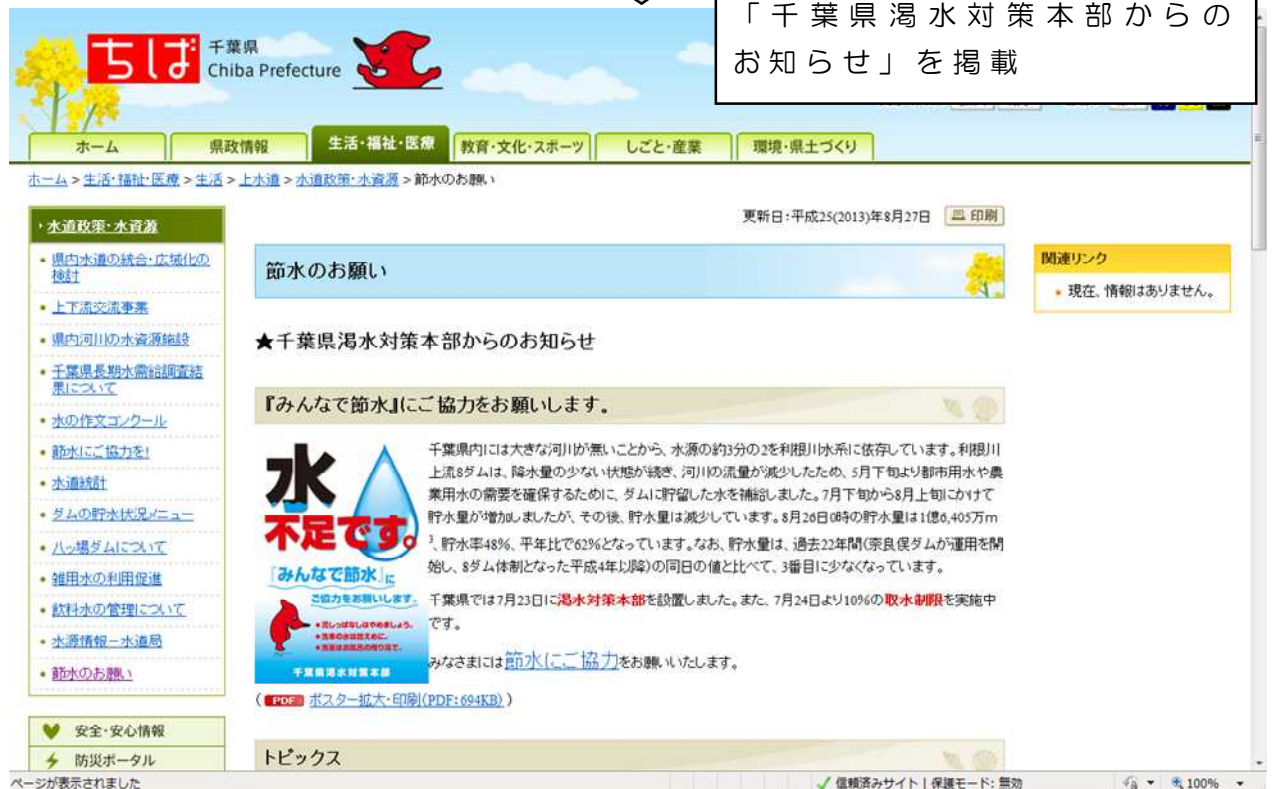 「千葉県渇水対策本部からの
お知らせ」を掲載
ちば 千葉県
Chiba Prefecture
ホーム 県政情報 生活・福祉・医療 教育・文化・スポーツ しごと・産業 環境・県土づくり
ホーム > 生活・福祉・医療 > 生活 > 上水道 > 水道政策・水資源 > 節水のお願い
更新日:平成25(2013)年8月27日 印刷
水道政策・水資源
県内水道の統合・広域化の
検討
上下流交流事業
県内河川の水資源施設
千葉県長期水需給調査結
果について
水の作文コンクール
節水にご協力を!
水道統計
ダムの貯水状況メニュー
八ッ場ダムについて
雑用水の利用促進
飲料水の管理について
水源情報-水道局
節水のお願い
安全・安心情報
防災ポータル
節水のお願い
★千葉県渇水対策本部からのお知らせ
『みんなで節水』にご協力をお願いします。
水
不足です。
『みんなで節水』に
ご協力をお願いします。
●流しっぱなしはやめましょう。
●洗車の水は控えめに。
●洗濯はお風呂の残り湯で。
千葉県渇水対策本部
千葉県内には大きな河川が無いことから、水源の約3分の2を利根川水系に依存しています。利根川
上流8ダムは、降水量の少ない状態が続き、河川の流量が減少したため、5月下旬より都市用水や農
業用水の需要を確保するために、ダムに貯留した水を補給しました。7月下旬から8月上旬にかけて
貯水量が増加しましたが、その後、貯水量は減少しています。8月26日0時の貯水量は1億6,405万m
3、貯水率48%、平年比で62%となっています。なお、貯水量は、過去22年間(奈良俣ダムが運用を開
始し、8ダム体制となった平成4年以降)の同日の値と比べて、3番目に少なくなっています。
千葉県では7月23日に渇水対策本部を設置しました。また、7月24日より10%の取水制限を実施中
です。
みなさまには節水にご協力をお願いいたします。
(PDF ポスター拡大・印刷(PDF:694KB))
トピックス
関連リンク
現在、情報はありません。
ページが表示されました 信頼済みサイト | 保護モード: 無効 100%